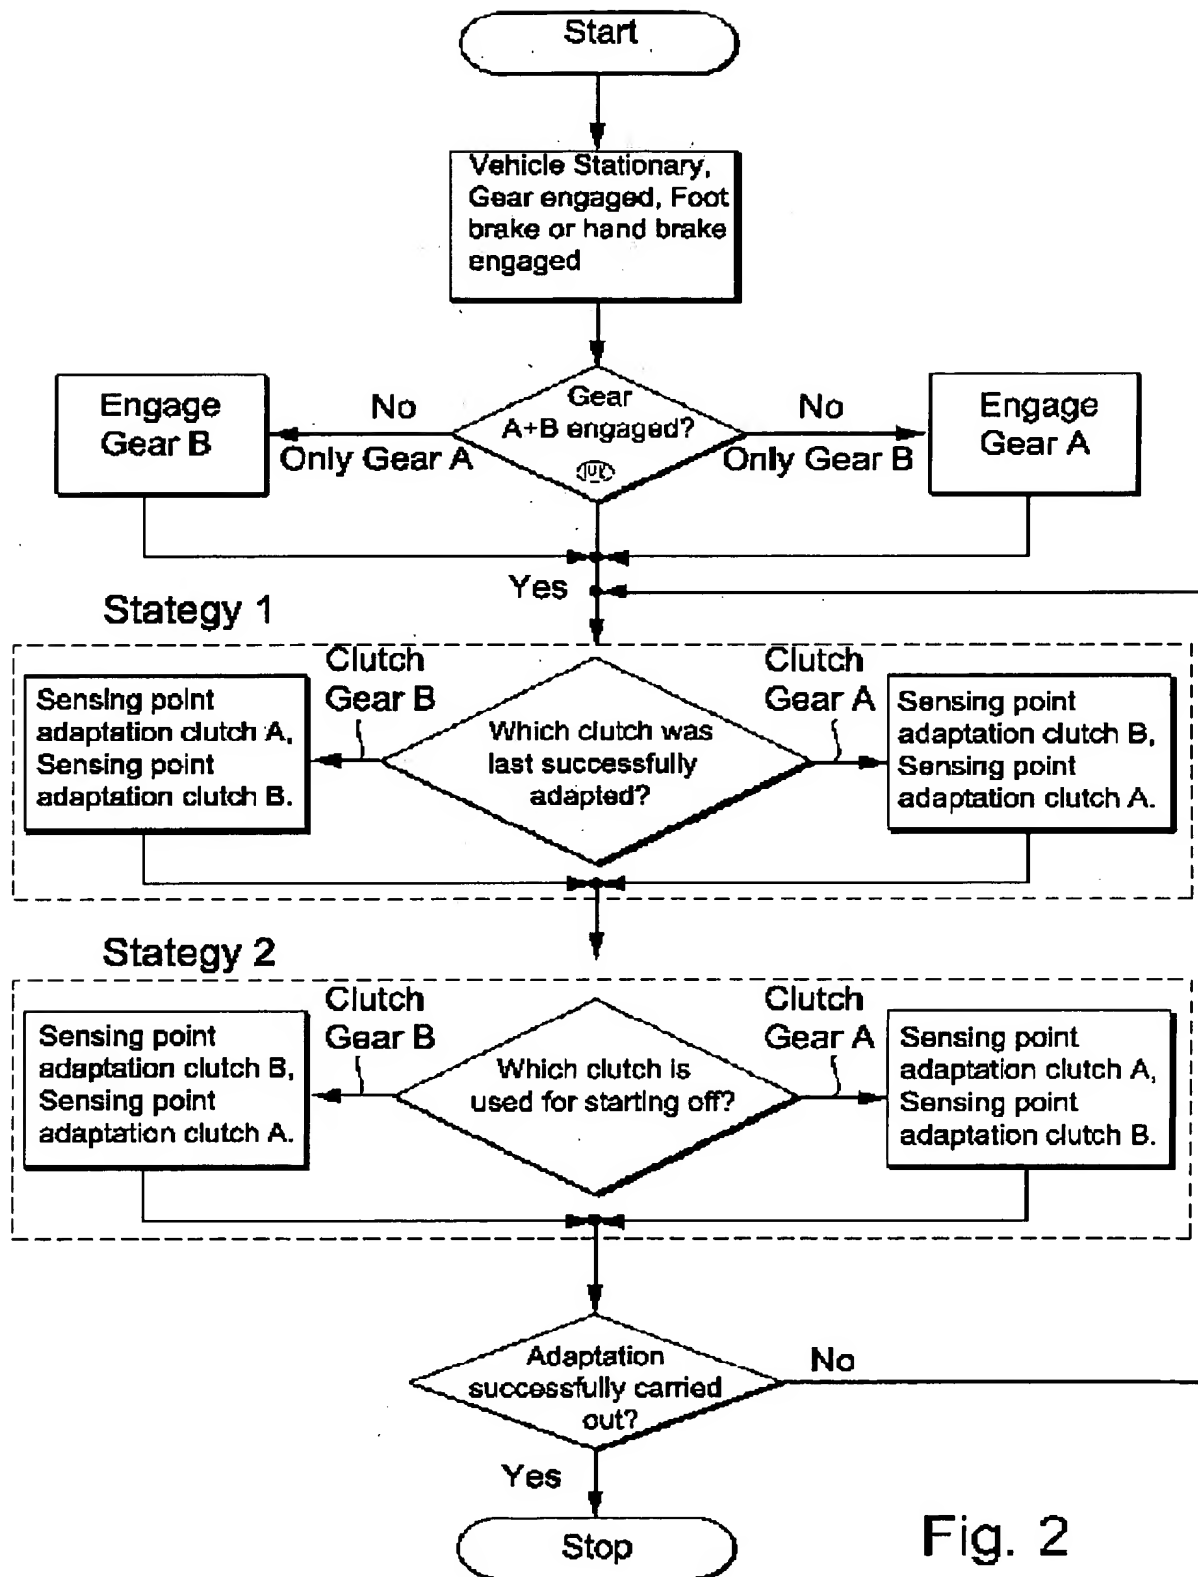 Start
Vehicle Stationary,
Gear engaged, Foot
brake or hand brake
engaged
Gear
A+B engaged?
No
Only Gear A
Engage
Gear B
No
Only Gear B
Engage
Gear A
Yes
Stategy 1
Clutch
Gear B
Clutch
Gear A
Sensing point
adaptation clutch A,
Sensing point
adaptation clutch B.
Which clutch was
last successfully
adapted?
Sensing point
adaptation clutch B,
Sensing point
adaptation clutch A.
Stategy 2
Clutch
Gear B
Clutch
Gear A
Sensing point
adaptation clutch B,
Sensing point
adaptation clutch A.
Which clutch is
used for starting off?
Sensing point
adaptation clutch A,
Sensing point
adaptation clutch B.
Adaptation
successfully carried
out?
No
Yes
Stop
Fig. 2